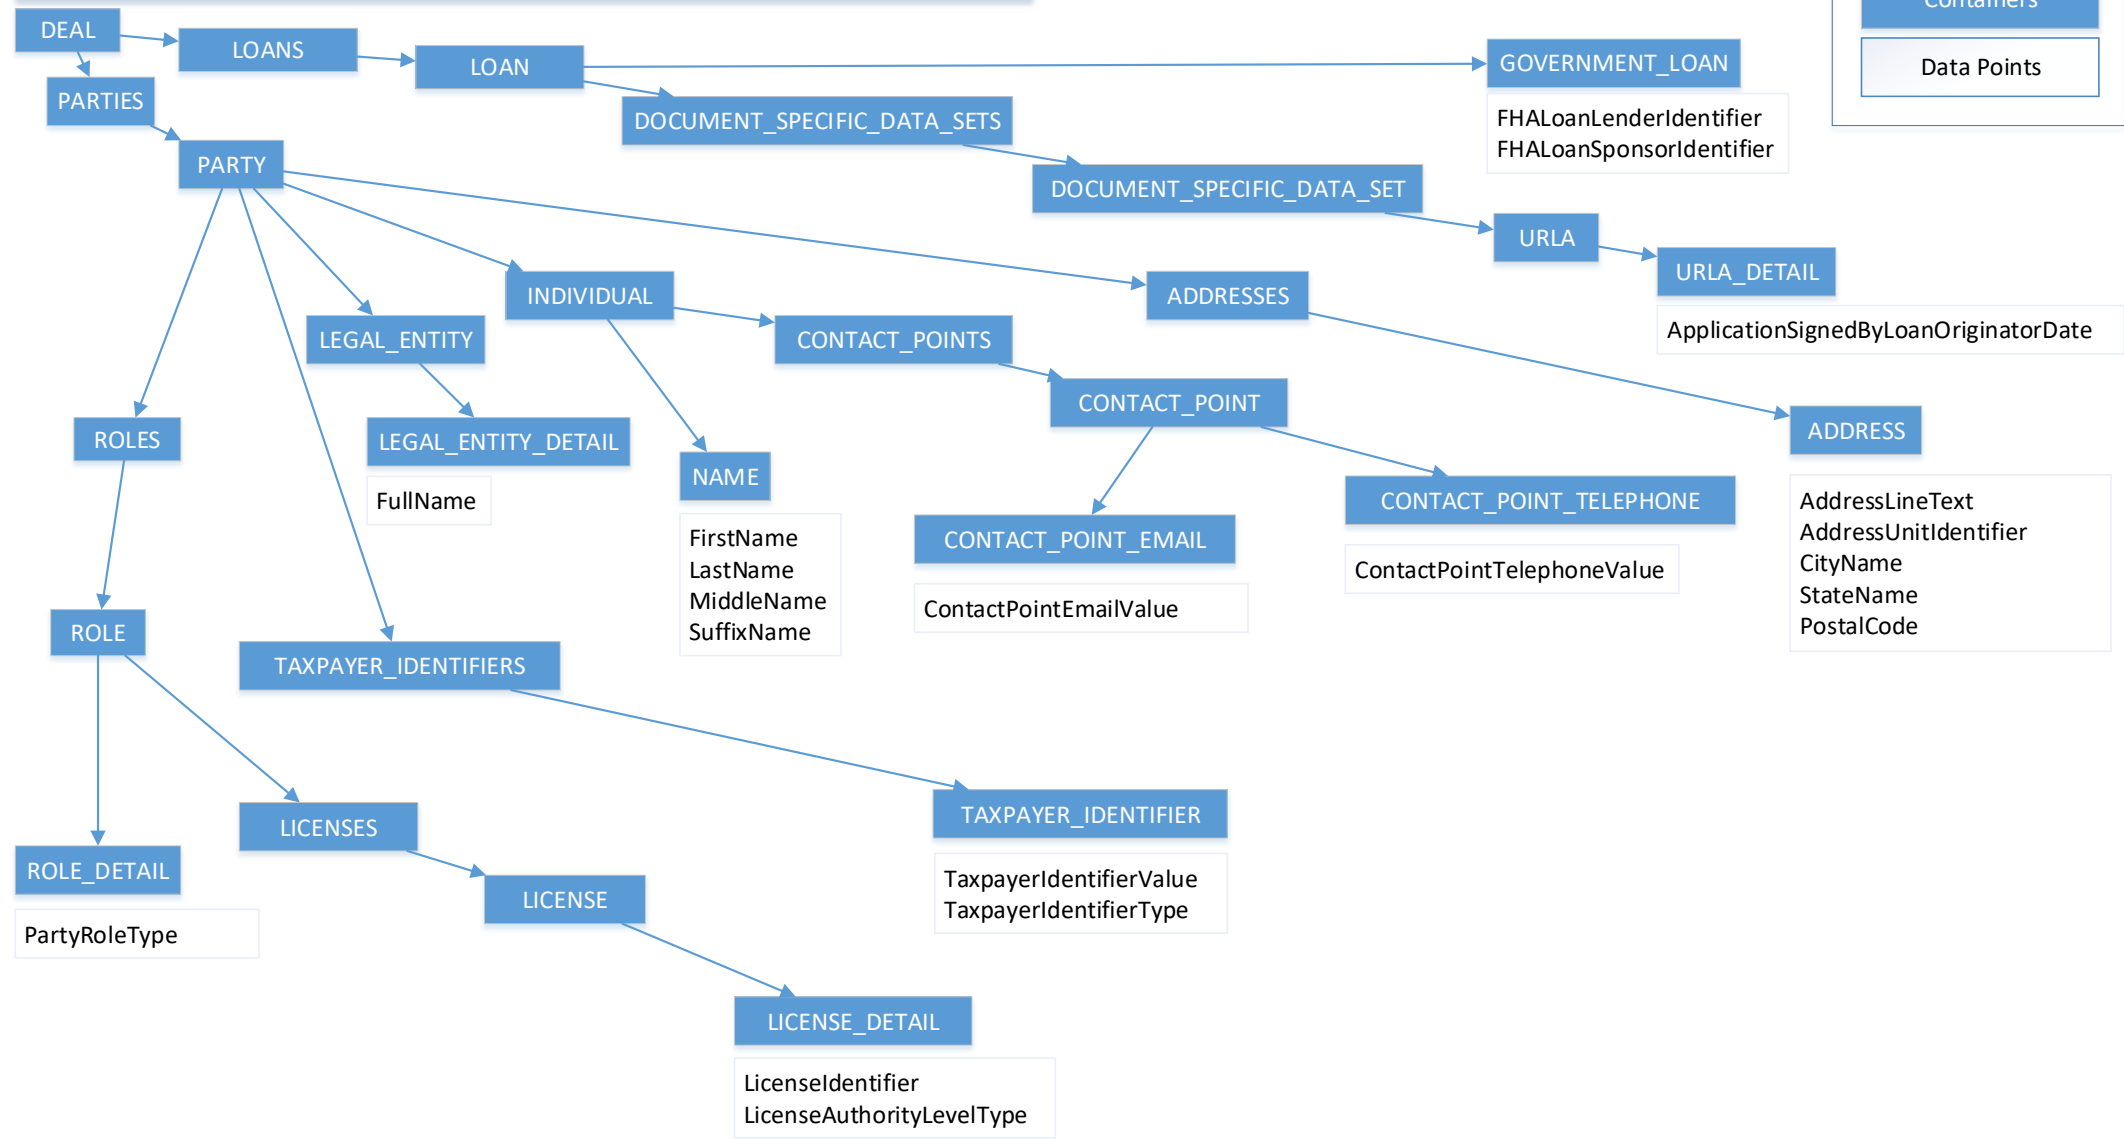 Containers
DEAL
LOANS
LOAN
GOVERNMENT_LOAN
Data Points
PARTIES
DOCUMENT_SPECIFIC_DATA_SETS
FHALoanLenderIdentifier
FHALoanSponsorIdentifier
PARTY
DOCUMENT_SPECIFIC_DATA_SET
URLA
URLA_DETAIL
ApplicationSignedByLoanOriginatorDate
INDIVIDUAL
ADDRESSES
LEGAL_ENTITY
CONTACT_POINTS
CONTACT_POINT
ADDRESS
ROLES
LEGAL_ENTITY_DETAIL
FullName
NAME
FirstName
LastName
MiddleName
SuffixName
CONTACT_POINT_EMAIL
ContactPointEmailValue
CONTACT_POINT_TELEPHONE
ContactPointTelephoneValue
AddressLineText
AddressUnitIdentifier
CityName
StateName
PostalCode
ROLE
TAXPAYER_IDENTIFIERS
LICENSES
TAXPAYER_IDENTIFIER
TaxpayerIdentifierValue
TaxpayerIdentifierType
ROLE_DETAIL
PartyRoleType
LICENSE
LICENSE_DETAIL
LicenseIdentifier
LicenseAuthorityLevelType